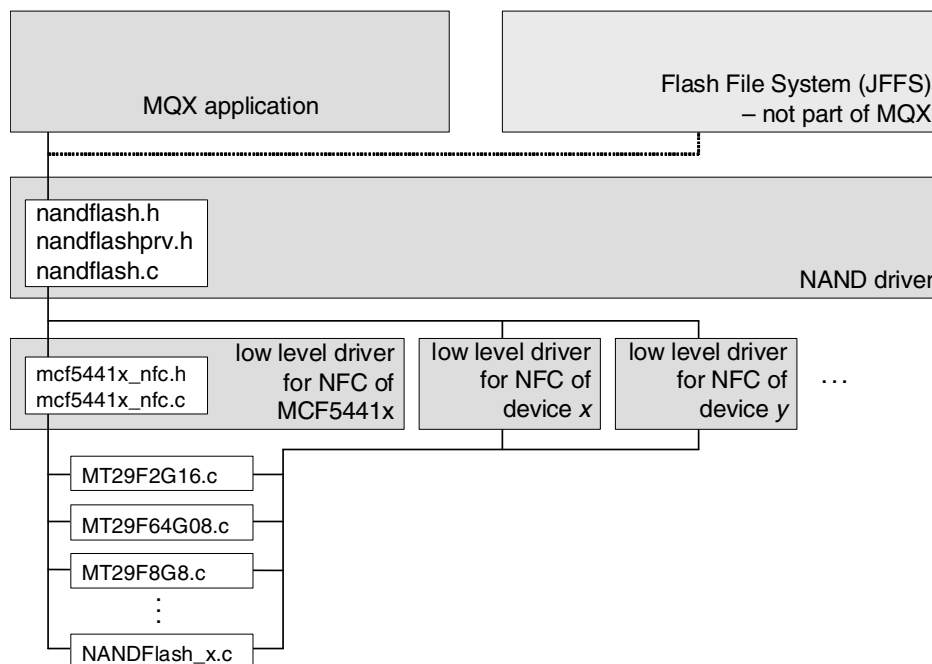 MQX application
Flash File System (JFFS)
– not part of MQX
nandflash.h
nandflashprv.h
nandflash.c
NAND driver
mcf5441x_nfc.h
mcf5441x_nfc.c
low level driver
for NFC of
MCF5441x
low level driver
for NFC of
device x
low level driver
for NFC of
device y
...
MT29F2G16.c
MT29F64G08.c
MT29F8G8.c
⋮
NANDFlash_x.c